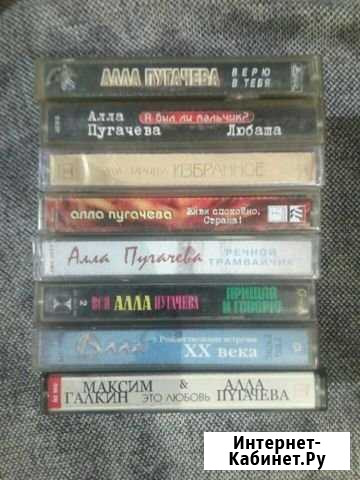 АЛЛА ПУГАЧЕВА ВЕРЮ
В ТЕБЯ
Алла А был ли мальчик?
Пугачева Любаша
ИЗБРАННОЕ
алла пугачева Живи спокойно,
Страна!
Алла Пугачева РЕЧНОЙ
ТРАМВАЙЧИК
2 ВСЯ АЛЛА ПУГАЧЕВА ПРИШЛА
И ГОВОРЮ
Алла Рождественские встречи
XX века
МАКСИМ & АЛЛА
ГАЛКИН ЭТО ЛЮБОВЬ ПУГАЧЕВА
Интернет-
Кабинет.Ру